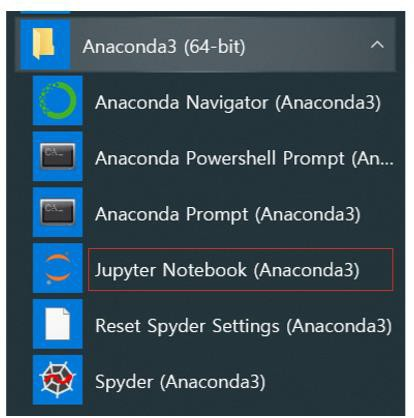 Anaconda3 (64-bit)
Anaconda Navigator (Anaconda3)
Anaconda Powershell Prompt (An...
Anaconda Prompt (Anaconda3)
Jupyter Notebook (Anaconda3)
Reset Spyder Settings (Anaconda3)
Spyder (Anaconda3)